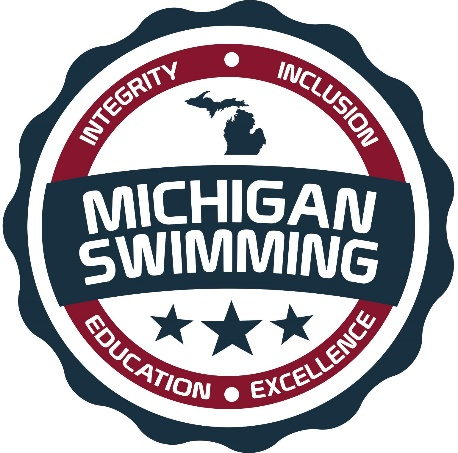 INTEGRITY
INCLUSION
MICHIGAN
SWIMMING
EDUCATION
EXCELLENCE